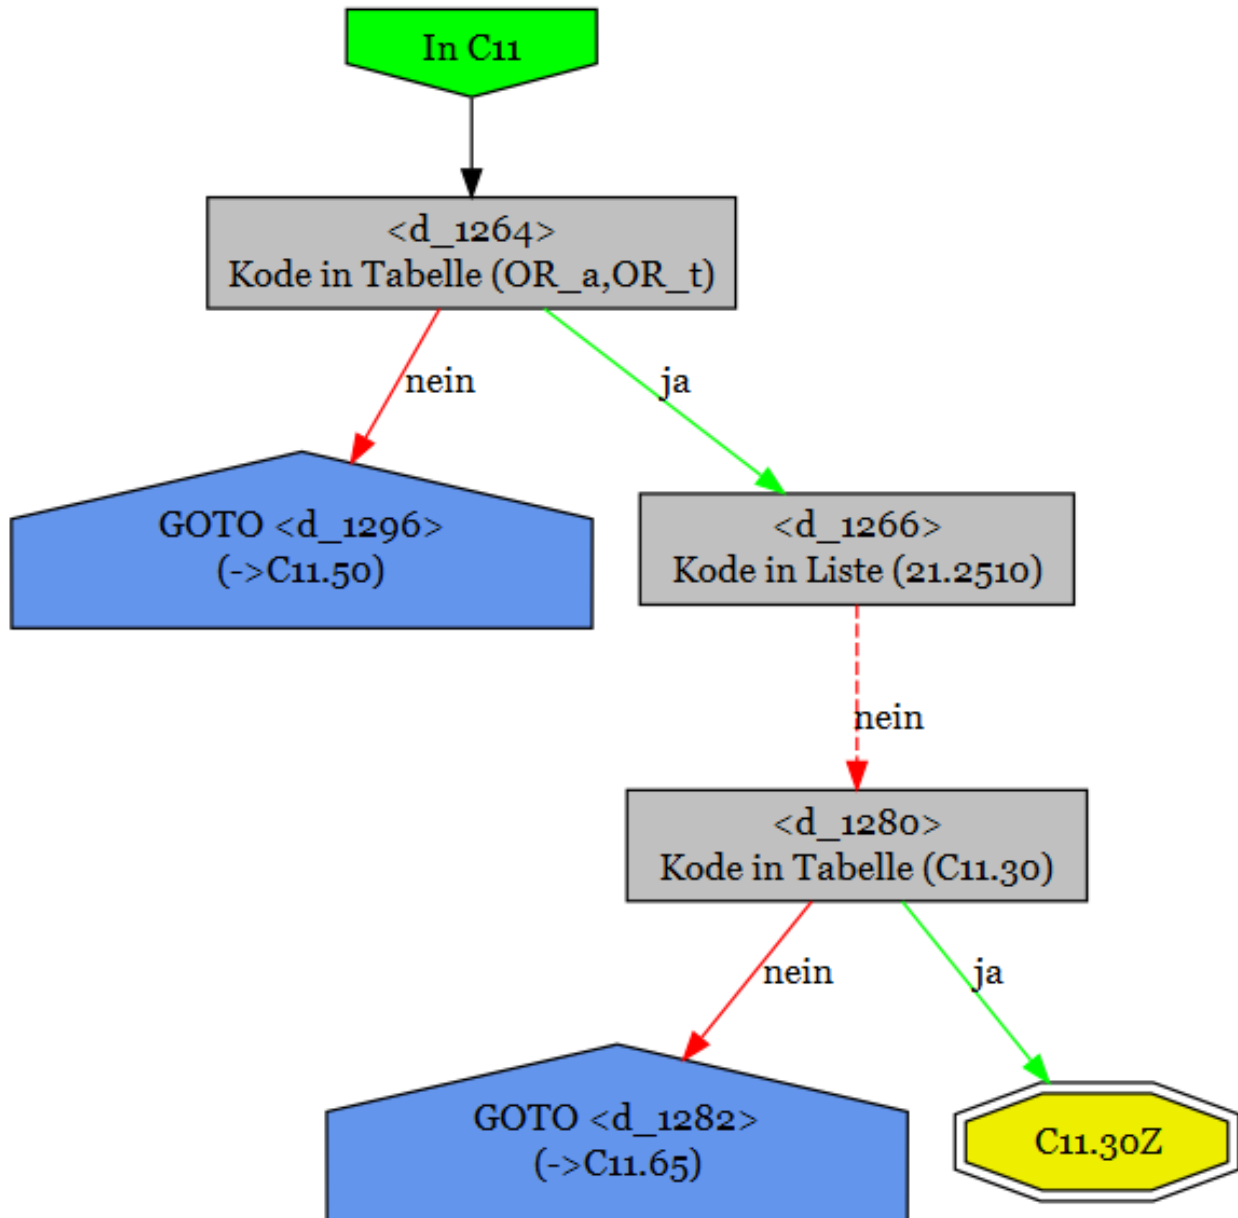 In C11
<d_1264>
Kode in Tabelle (OR_a,OR_t)
nein
ja
GOTO <d_1296>
(->C11.50)
<d_1266>
Kode in Liste (21.2510)
nein
<d_1280>
Kode in Tabelle (C11.30)
nein
ja
GOTO <d_1282>
(->C11.65)
C11.30Z